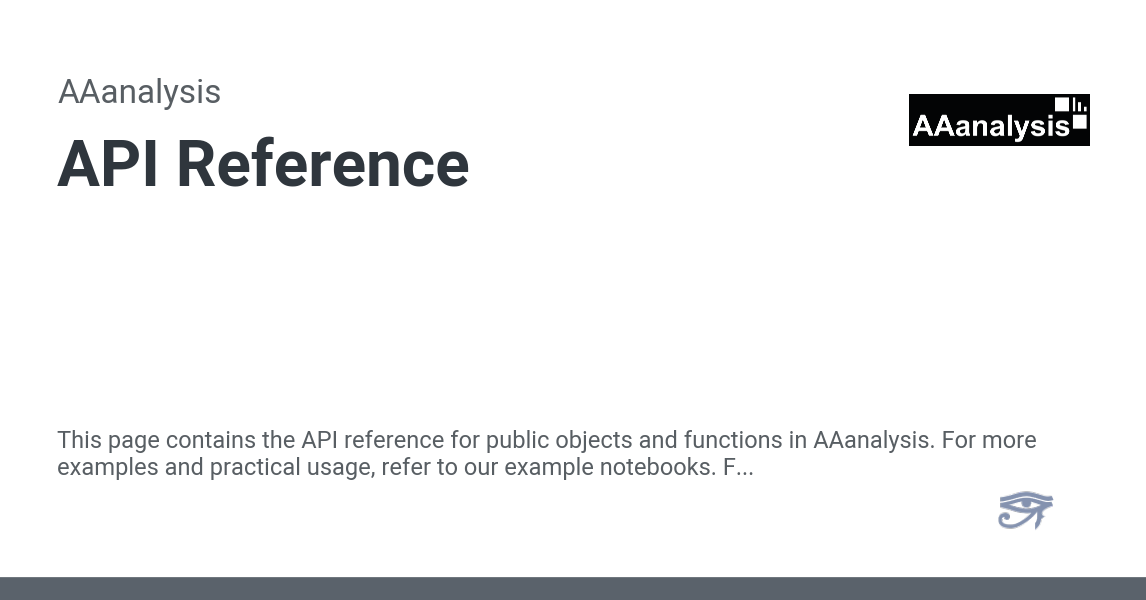 AAanalysis
AAanalysis
API Reference
This page contains the API reference for public objects and functions in AAanalysis. For more
examples and practical usage, refer to our example notebooks. F...